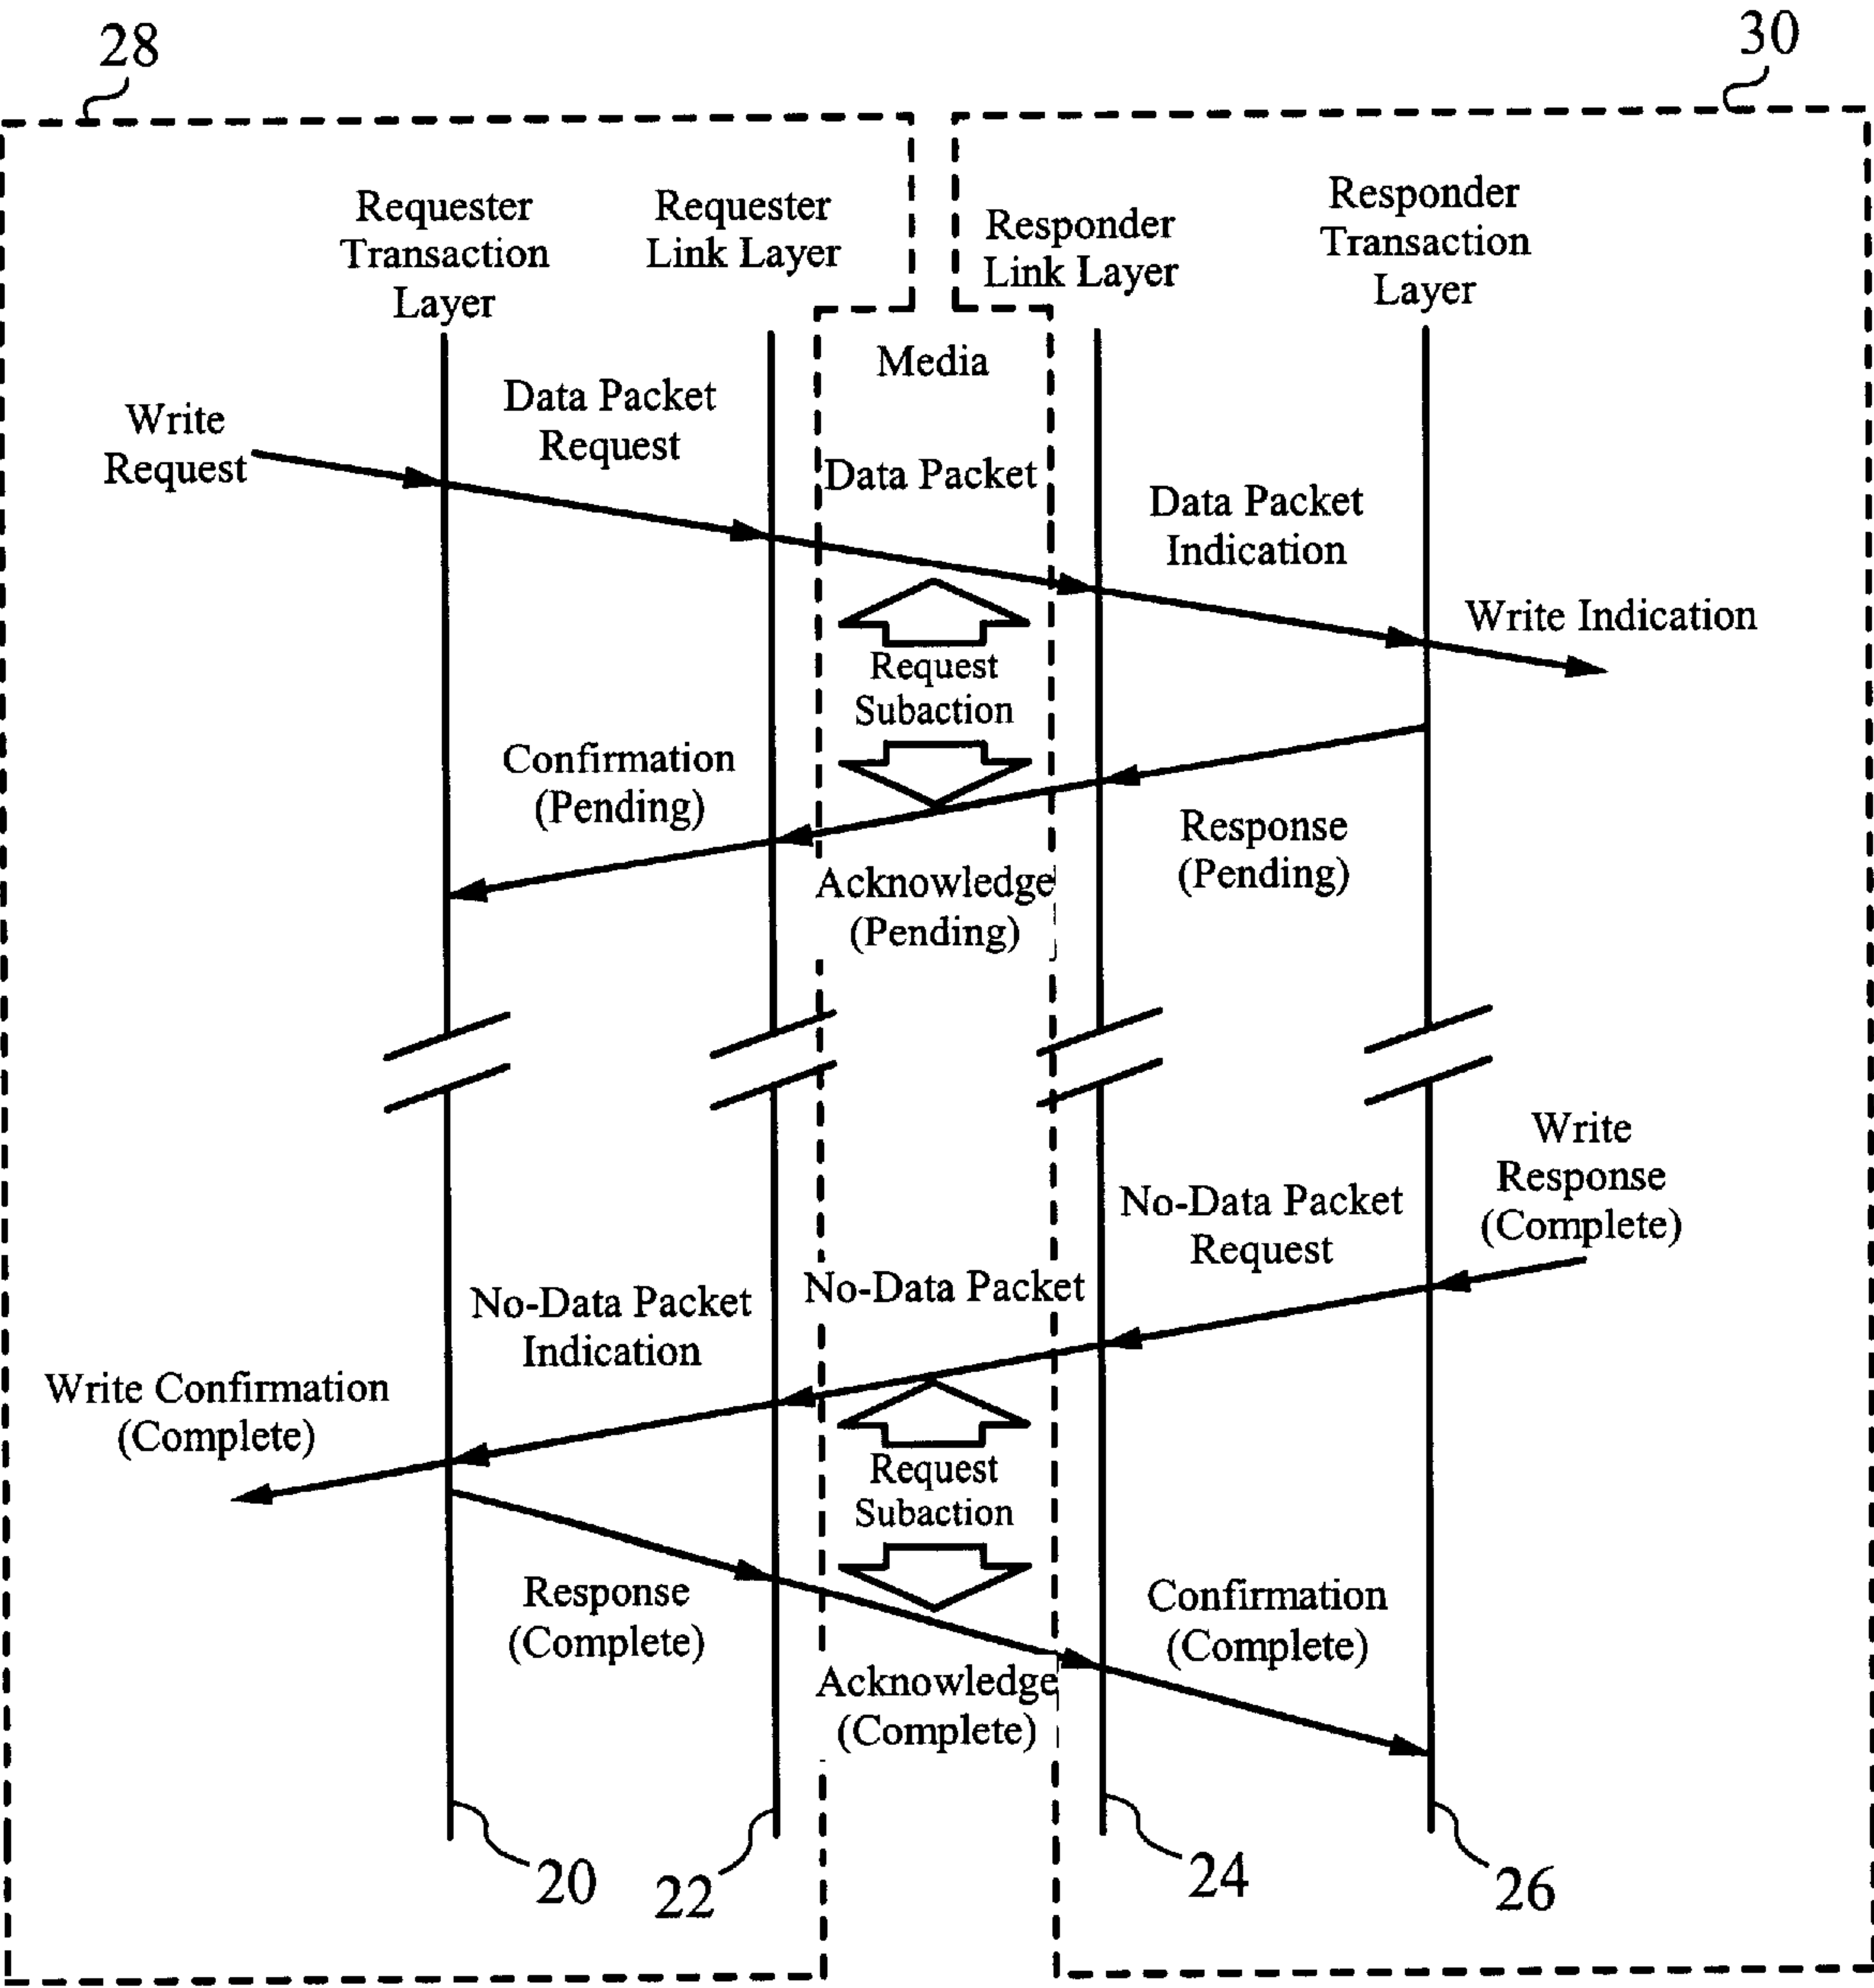 28
30
Requester
Transaction
Layer
Requester
Link Layer
Responder
Link Layer
Responder
Transaction
Layer
Media
Write
Request
Data Packet
Request
Data Packet
Data Packet
Indication
Write Indication
Request
Subaction
Confirmation
(Pending)
Acknowledge
(Pending)
Response
(Pending)
Write
Response
(Complete)
No-Data Packet
Request
No-Data Packet
No-Data Packet
Indication
Write Confirmation
(Complete)
Request
Subaction
Response
(Complete)
Acknowledge
(Complete)
Confirmation
(Complete)
20
22
24
26